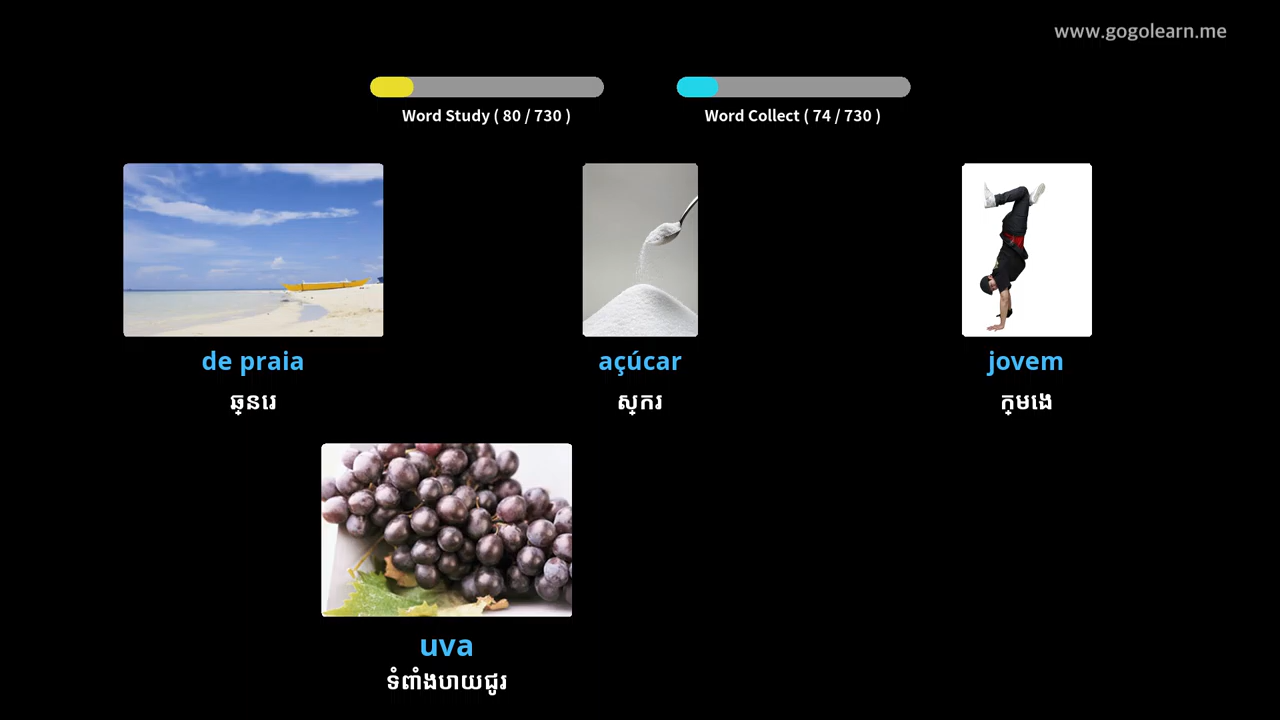 www.gogolearn.me
Word Study ( 80 / 730 )
Word Collect ( 74 / 730 )
de praia
açúcar
jovem
ឆ្នេរ
ស្ករ
ក្មេង
uva
ទំពាំងបាយជូរ